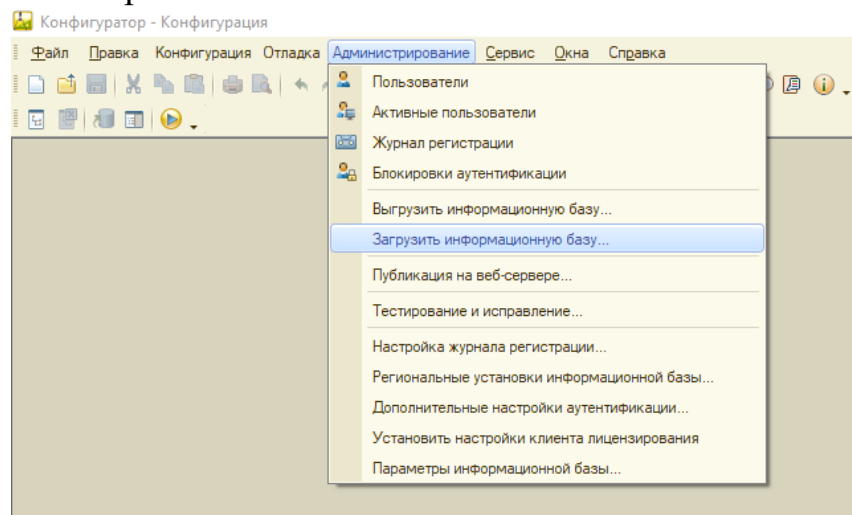 Конфигуратор - Конфигурация
Файл Правка Конфигурация Отладка Администрирование Сервис Окна Справка
Пользователи
Активные пользователи
Журнал регистрации
Блокировки аутентификации
Выгрузить информационную базу...
Загрузить информационную базу...
Публикация на веб-сервере...
Тестирование и исправление...
Настройка журнала регистрации...
Региональные установки информационной базы...
Дополнительные настройки аутентификации...
Установить настройки клиента лицензирования
Параметры информационной базы...